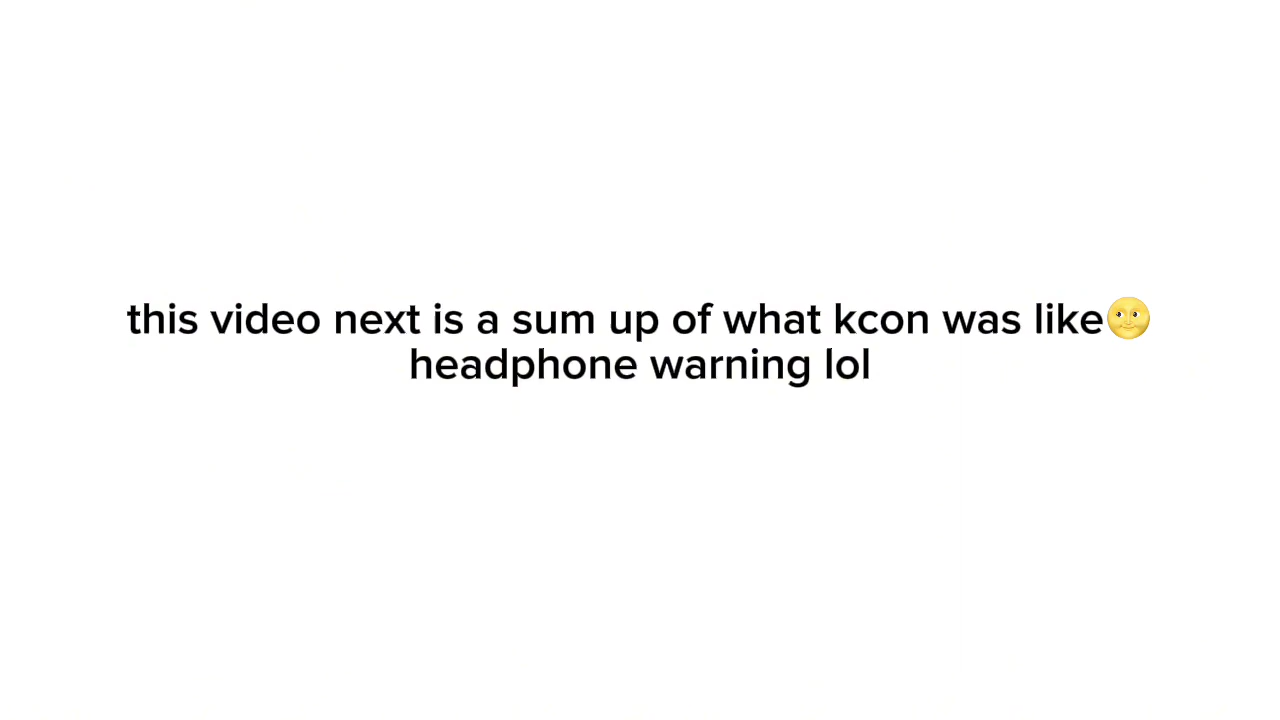 this video next is a sum up of what kcon was like🌝
headphone warning lol